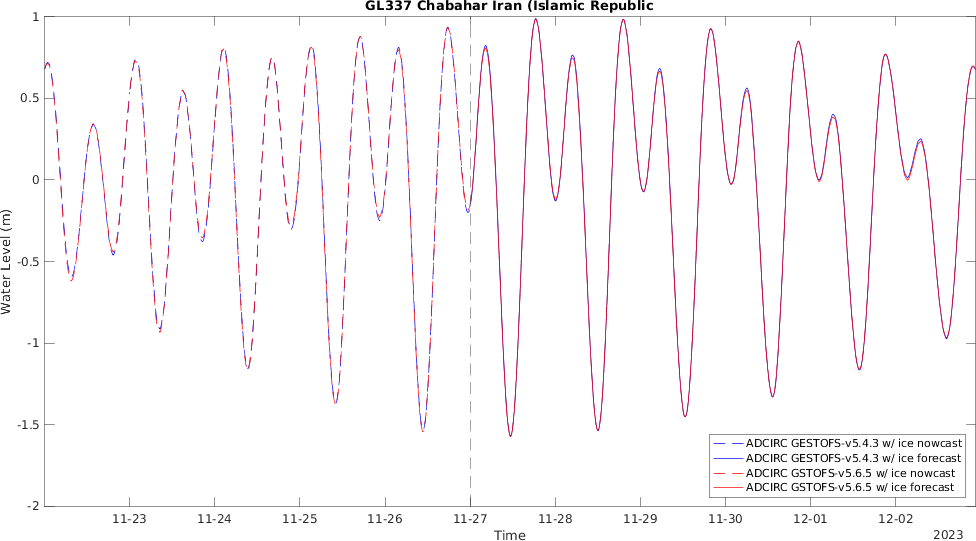 GL337 Chabahar Iran (Islamic Republic
Water Level (m)
1
0.5
0
-0.5
-1
-1.5
-2
ADCIRC GESTOFS-v5.4.3 w/ ice nowcast
ADCIRC GESTOFS-v5.4.3 w/ ice forecast
ADCIRC GSTOFS-v5.6.5 w/ ice nowcast
ADCIRC GSTOFS-v5.6.5 w/ ice forecast
11-23 11-24 11-25 11-26 11-27 11-28 11-29 11-30 12-01 12-02
Time
2023